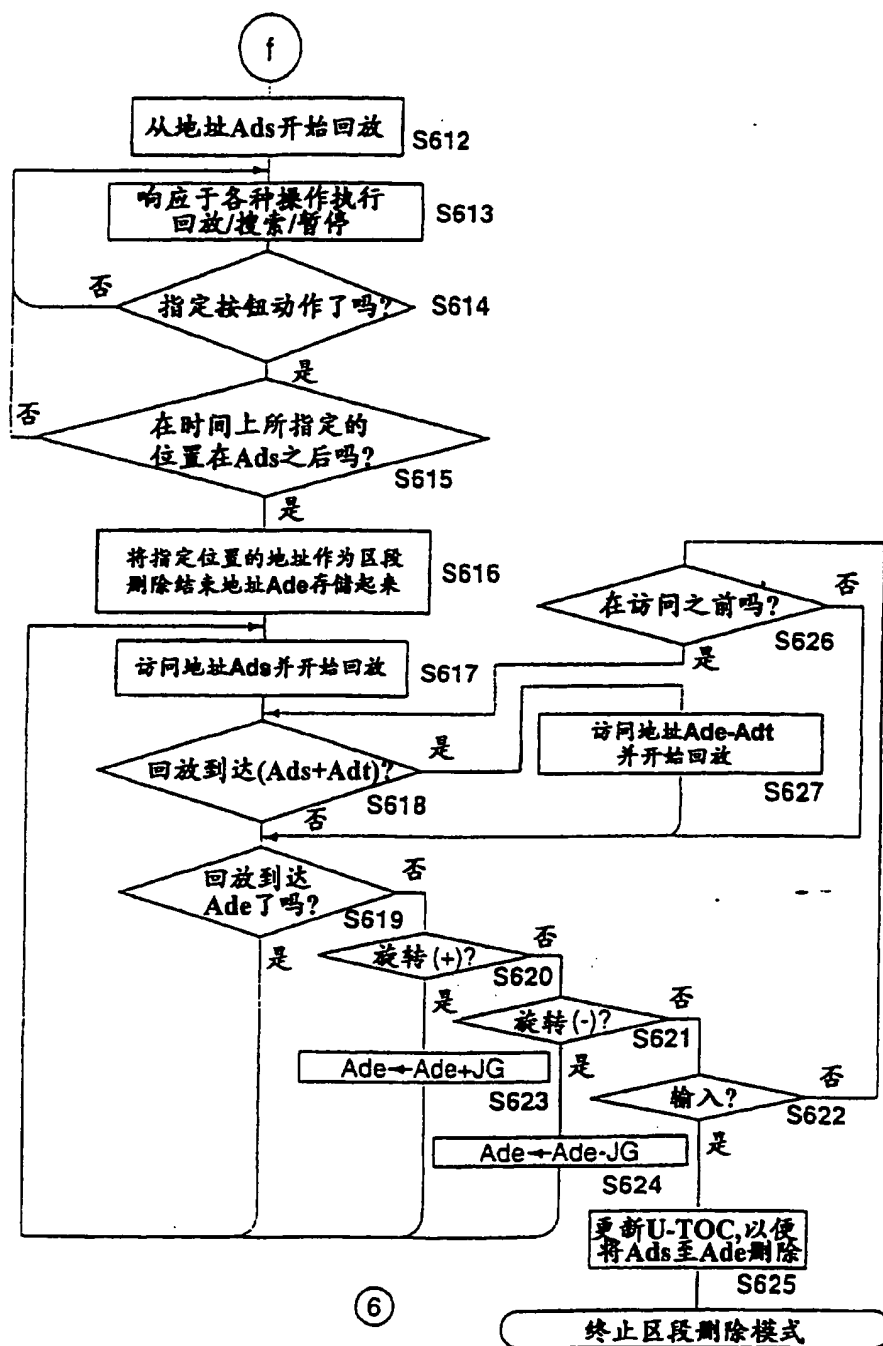 f
从地址Ads开始回放
S612
响应于各种操作执行
回放/搜索/暂停
S613
否
指定按钮动作了吗?
S614
是
否
在时间上所指定的
位置在Ads之后吗?
S615
是
将指定位置的地址作为区段
删除结束地址Ade存储起来
S616
在访问之前吗?
否
S626
是
访问地址Ads并开始回放
S617
回放到达(Ads+Adt)?
是
S618
否
访问地址Ade-Adt
并开始回放
S627
回放到达
Ade了吗?
否
S619
是
旋转(+)?
否
S620
是
旋转(-)?
否
S621
是
Ade←Ade+JG
S623
输入?
否
S622
是
Ade←Ade-JG
S624
更新U-TOC,以便
将Ads至Ade删除
S625
6
终止区段删除模式